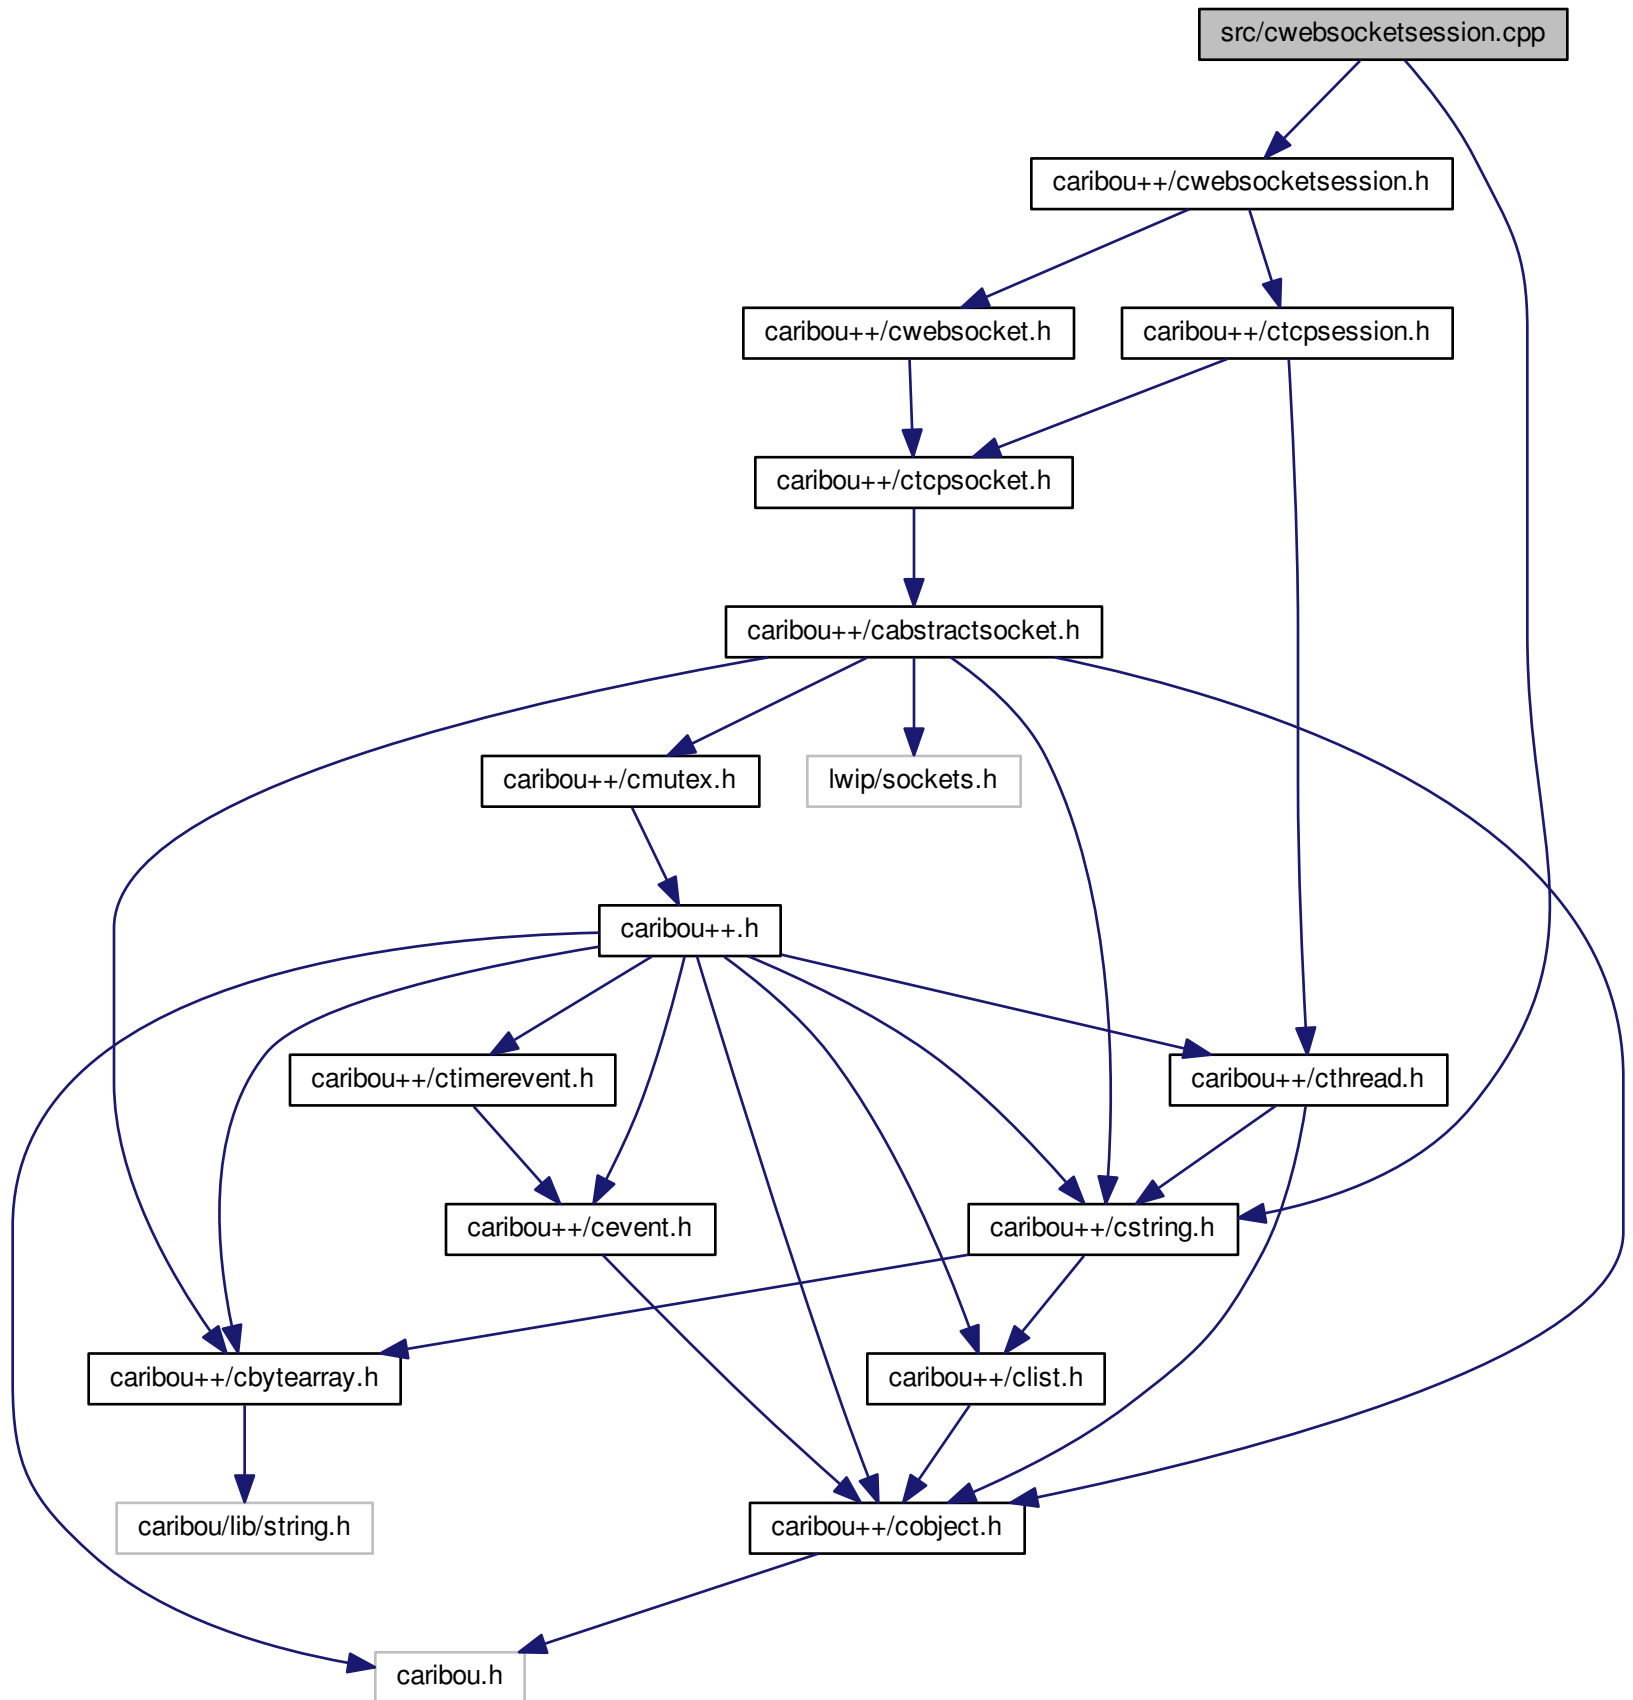 src/cwebsocketsession.cpp
caribou++/cwebsocketsession.h
caribou++/cwebsocket.h
caribou++/ctcpsession.h
caribou++/ctcpsocket.h
caribou++/cabstractsocket.h
caribou++/cmutex.h
lwip/sockets.h
caribou++.h
caribou++/ctimerevent.h
caribou++/cthread.h
caribou++/cevent.h
caribou++/cstring.h
caribou++/cbytearray.h
caribou++/clist.h
caribou/lib/string.h
caribou++/cobject.h
caribou.h